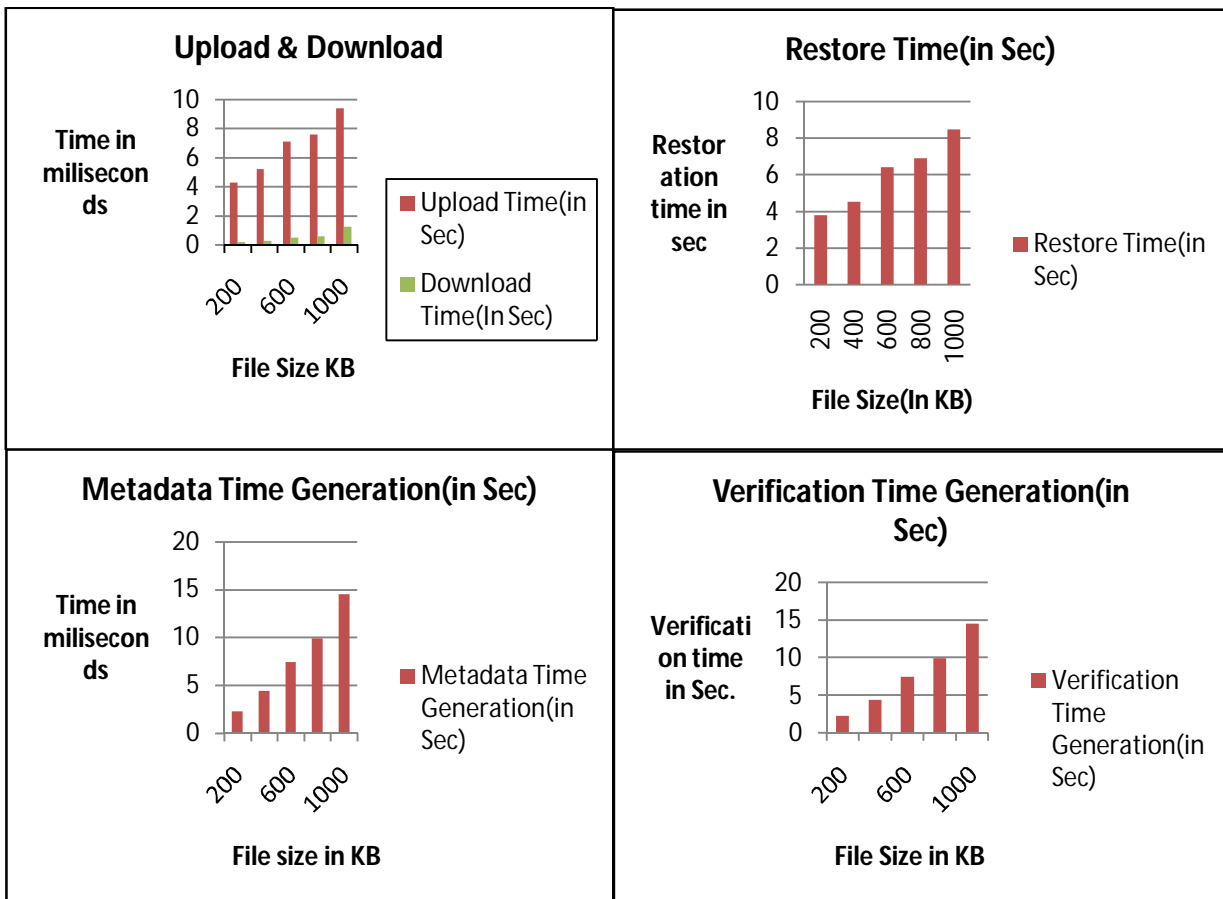 Upload & Download
10
8
6
4
2
0
Time in
milisecon
ds
200
600
1000
File Size KB
Upload Time(in
Sec)
Download
Time(In Sec)
Restore Time(in Sec)
10
8
6
4
2
0
Restor
ation
time in
sec
200
400
600
800
1000
File Size(In KB)
Restore Time(in
Sec)
Metadata Time Generation(in Sec)
20
15
10
5
0
Time in
milisecon
ds
200
600
1000
File size in KB
Metadata Time
Generation(in
Sec)
Verification Time Generation(in
Sec)
20
15
10
5
0
Verificati
on time
in Sec.
200
600
1000
File Size in KB
Verification
Time
Generation(in
Sec)